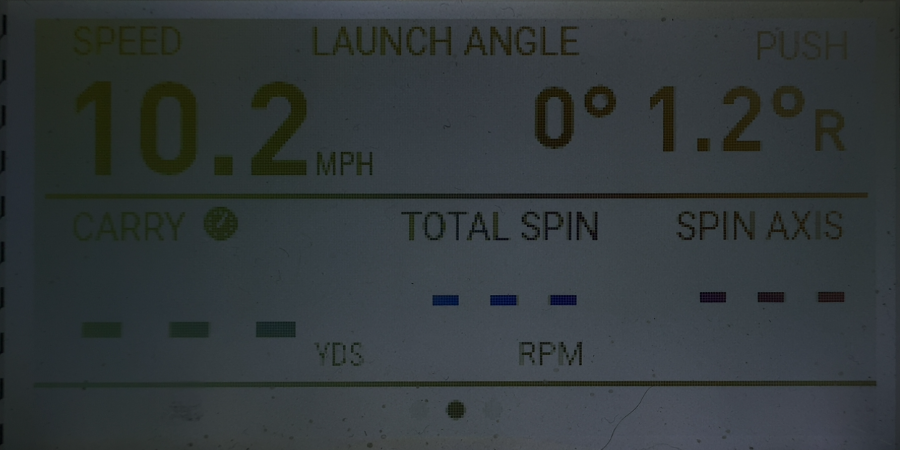 SPEED LAUNCH ANGLE PUSH
10.2 MPH 0° 1.2° R
CARRY TOTAL SPIN SPIN AXIS
--- --- ---
YDS RPM